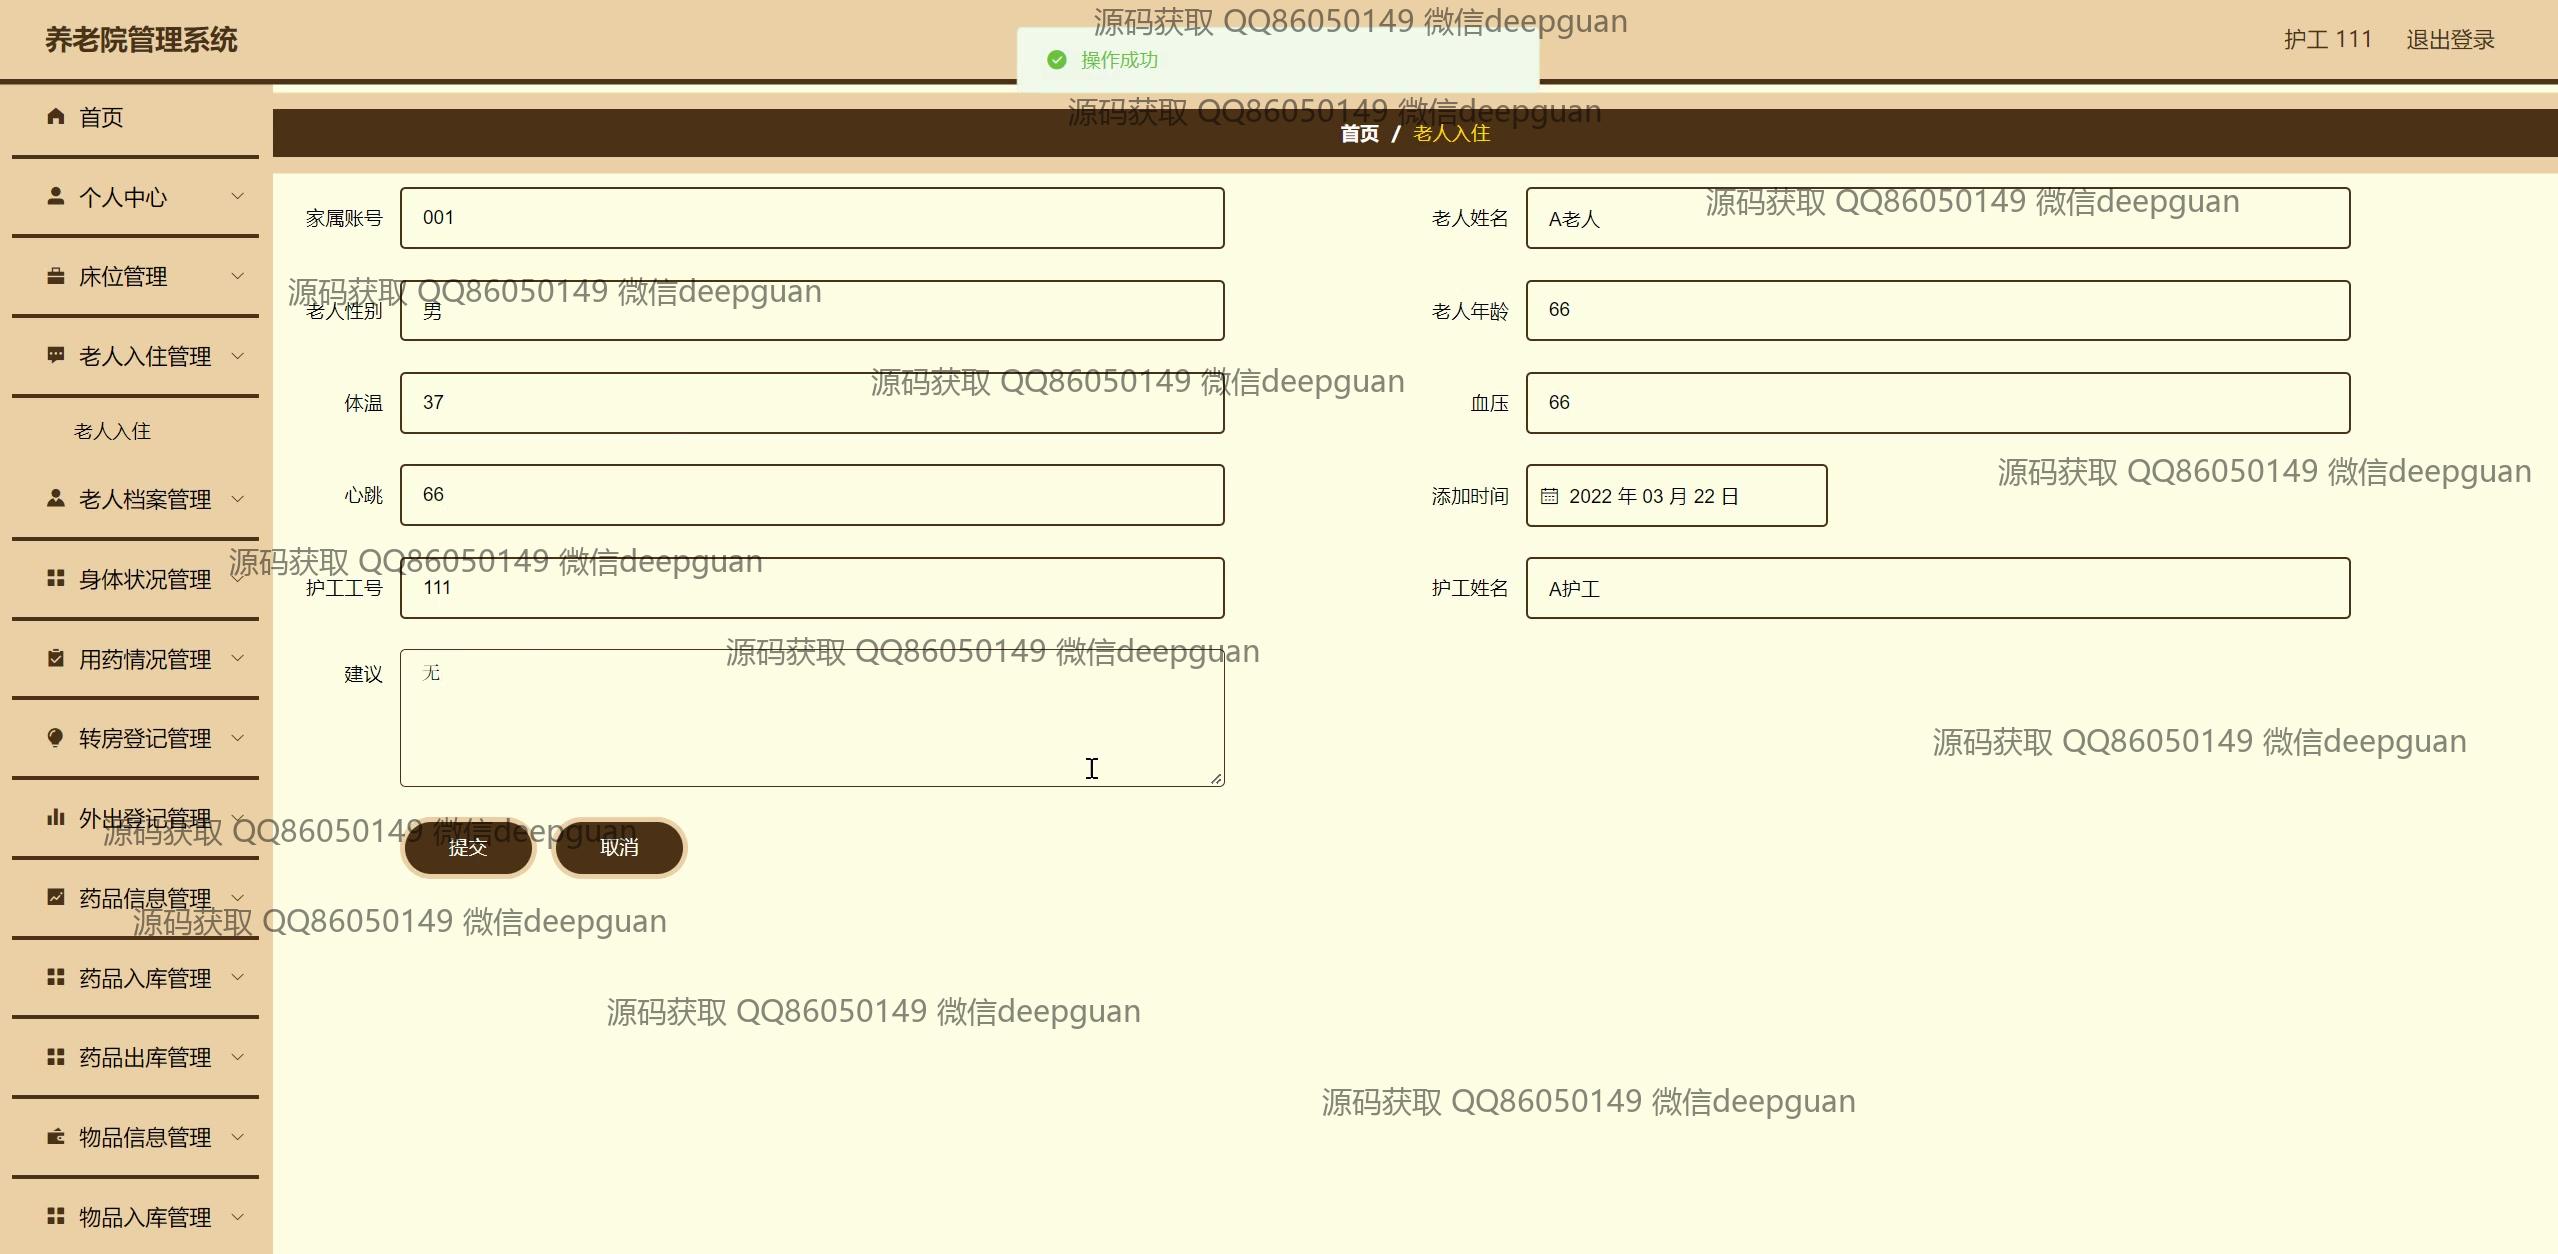 养老院管理系统
源码获取 QQ86050149 微信deepguan
操作成功
护工 111 退出登录
源码获取 QQ86050149 微信deepguan
首页 / 老人入住
首页
个人中心
床位管理
老人入住管理
老人入住
老人档案管理
身体状况管理
用药情况管理
转房登记管理
外出登记管理
药品信息管理
药品入库管理
药品出库管理
物品信息管理
物品入库管理
家属账号 001
老人姓名 A老人
源码获取 QQ86050149 微信deepguan
源码获取 QQ86050149 微信deepguan
老人性别 男
老人年龄 66
源码获取 QQ86050149 微信deepguan
体温 37
血压 66
源码获取 QQ86050149 微信deepguan
心跳 66
添加时间 2022 年 03 月 22 日
源码获取 QQ86050149 微信deepguan
护工工号 111
护工姓名 A护工
源码获取 QQ86050149 微信deepguan
建议 无
源码获取 QQ86050149 微信deepguan
源码获取 QQ86050149 微信deepguan
提交 取消
源码获取 QQ86050149 微信deepguan
源码获取 QQ86050149 微信deepguan
源码获取 QQ86050149 微信deepguan